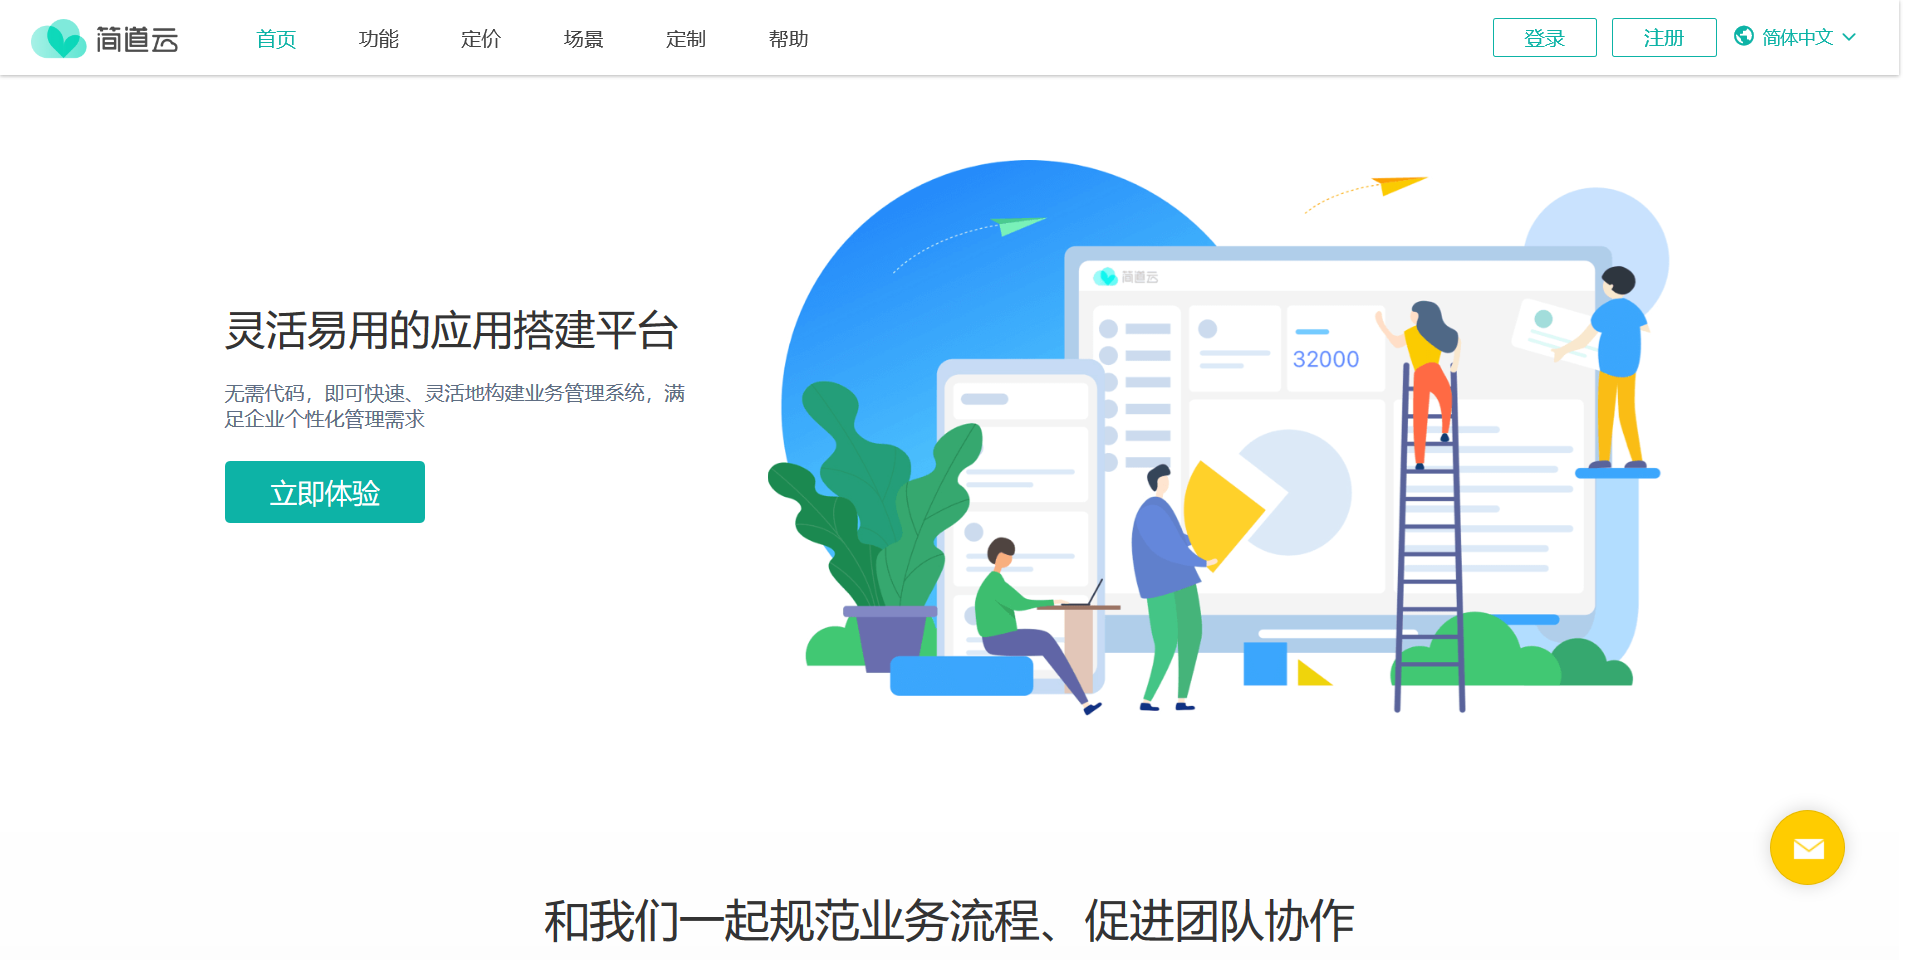 简道云
首页 功能 定价 场景 定制 帮助
登录 注册 简体中文
简道云
32000
灵活易用的应用搭建平台
无需代码，即可快速、灵活地构建业务管理系统，满
足企业个性化管理需求
立即体验
和我们一起规范业务流程、促进团队协作